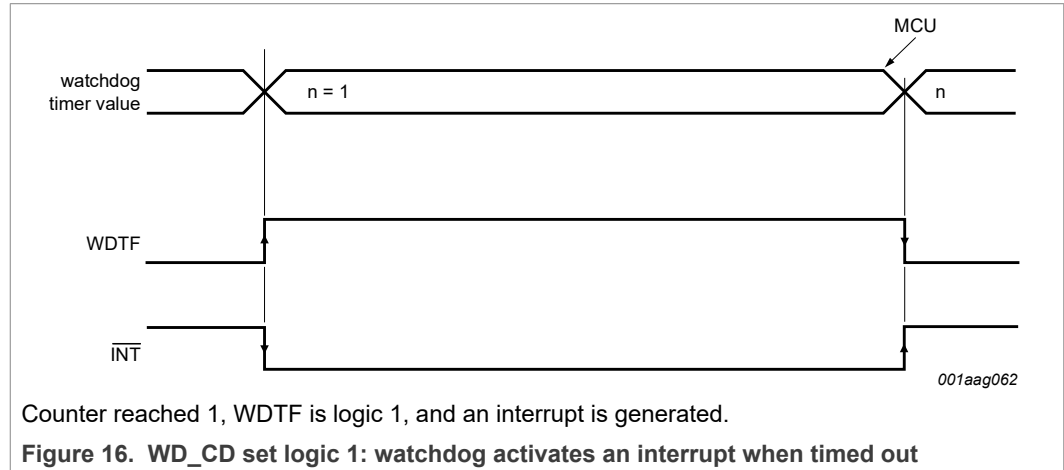 MCU
watchdog
timer value
n = 1
n
WDTF
INT
001aag062
Counter reached 1, WDTF is logic 1, and an interrupt is generated.
Figure 16. WD_CD set logic 1: watchdog activates an interrupt when timed out